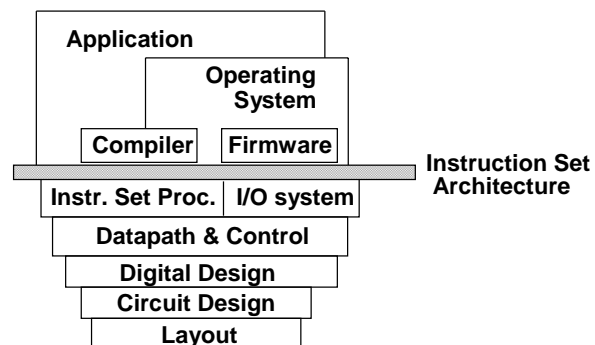 Application
Operating
System
Compiler
Firmware
Instruction Set
Architecture
Instr. Set Proc.
I/O system
Datapath & Control
Digital Design
Circuit Design
Layout